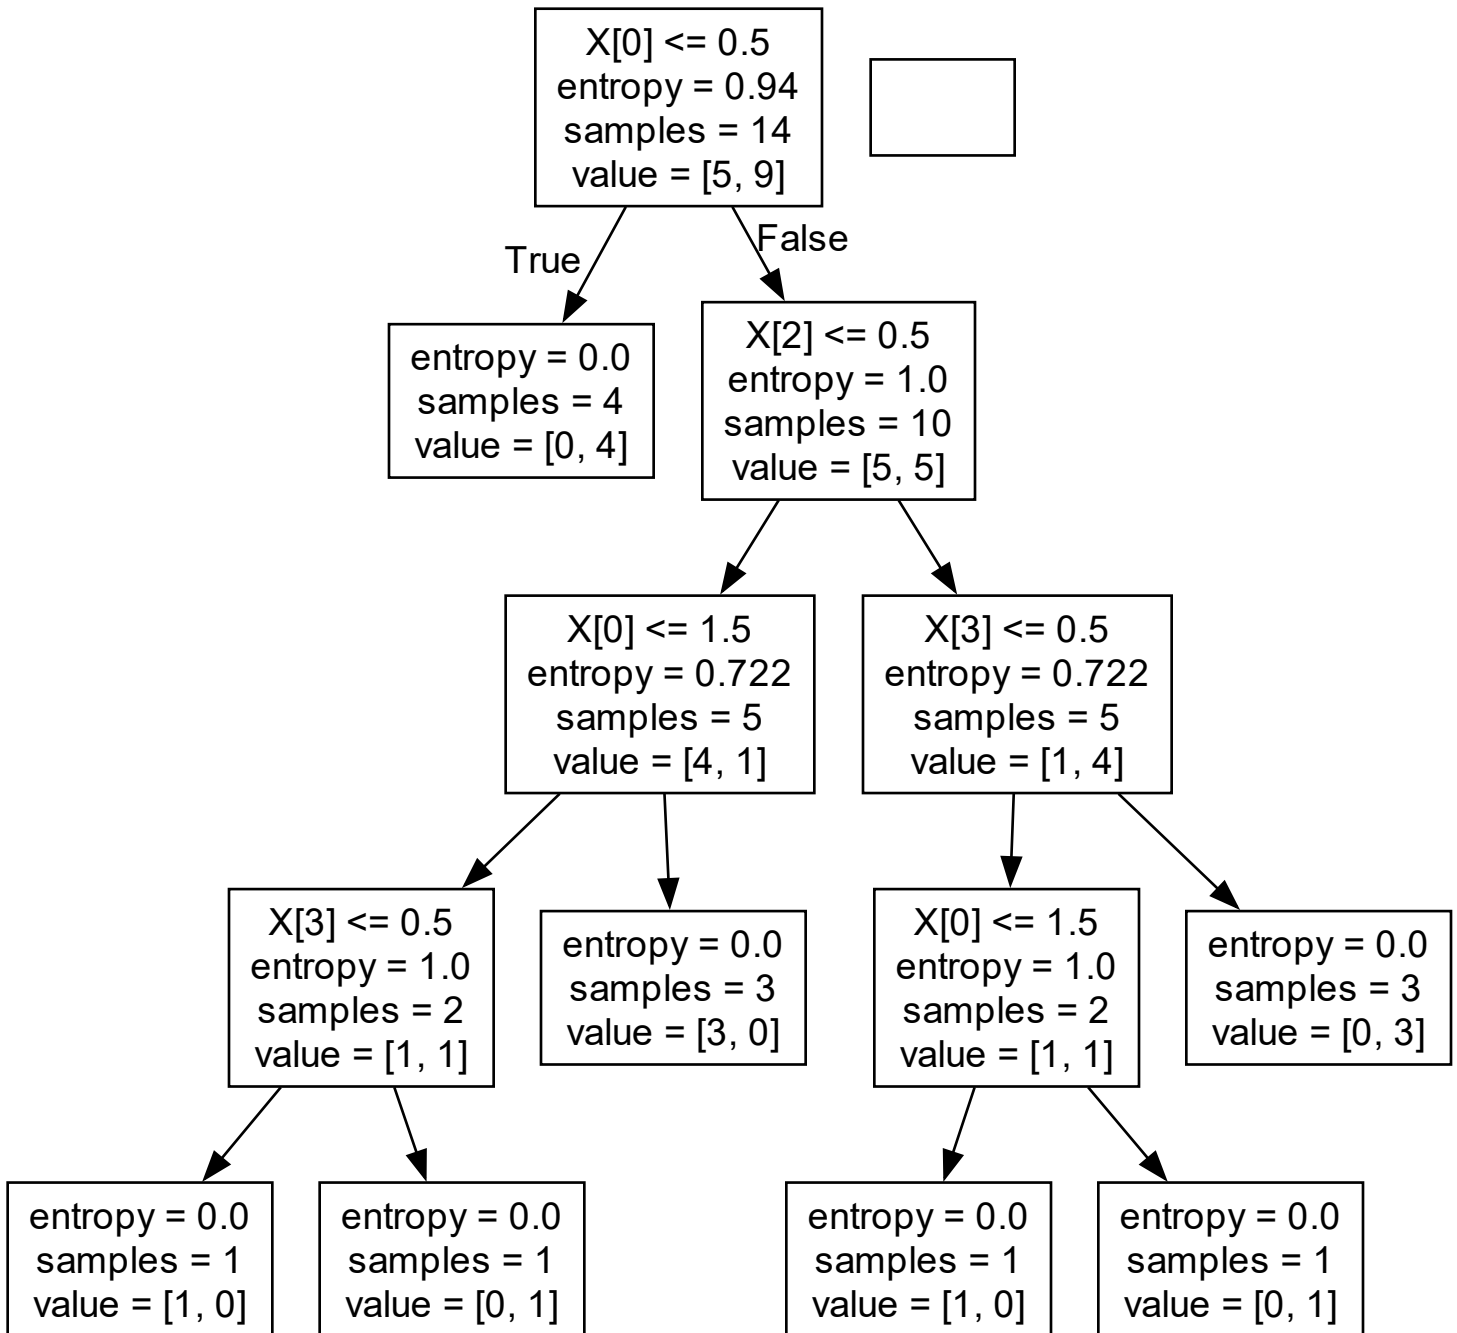 X[0] <= 0.5
entropy = 0.94
samples = 14
value = [5, 9]
True
False
entropy = 0.0
samples = 4
value = [0, 4]
X[2] <= 0.5
entropy = 1.0
samples = 10
value = [5, 5]
X[0] <= 1.5
entropy = 0.722
samples = 5
value = [4, 1]
X[3] <= 0.5
entropy = 0.722
samples = 5
value = [1, 4]
X[3] <= 0.5
entropy = 1.0
samples = 2
value = [1, 1]
entropy = 0.0
samples = 3
value = [3, 0]
X[0] <= 1.5
entropy = 1.0
samples = 2
value = [1, 1]
entropy = 0.0
samples = 3
value = [0, 3]
entropy = 0.0
samples = 1
value = [1, 0]
entropy = 0.0
samples = 1
value = [0, 1]
entropy = 0.0
samples = 1
value = [1, 0]
entropy = 0.0
samples = 1
value = [0, 1]